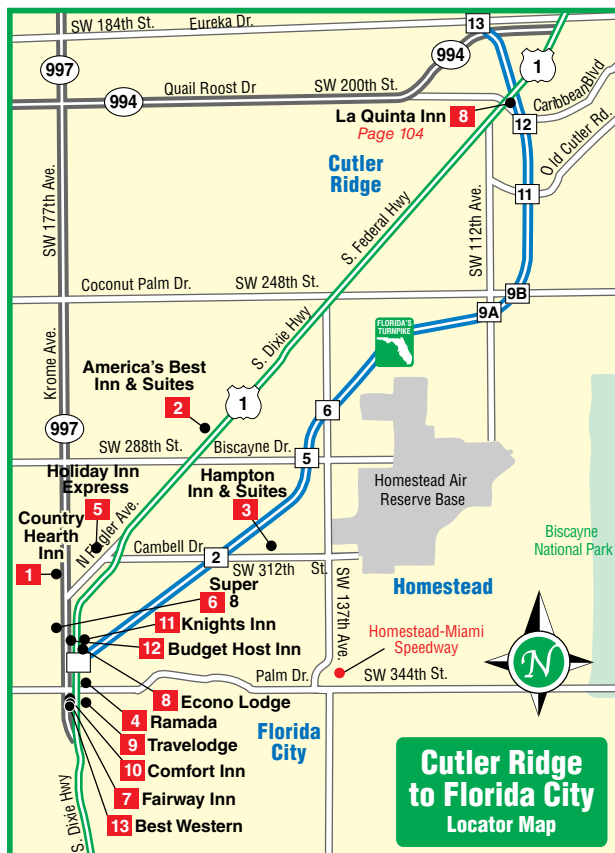 SW 184th St.
Eureka Dr.
13
997
994
1
Quail Roost Dr
SW 200th St.
994
La Quinta Inn 8
Page 104
12
Caribbean Blvd
Old Cutler Rd.
Cutler
Ridge
11
SW 177th Ave.
SW 112th Ave.
S. Federal Hwy
Coconut Palm Dr.
SW 248th St.
9B
9A
FLORIDA'S
TURNPIKE
S. Dixie Hwy
Krome Ave.
America's Best
Inn & Suites
2
1
6
997
SW 288th St.
Biscayne Dr.
5
Holiday Inn
Express
5
Hampton
Inn & Suites
3
Homestead Air
Reserve Base
N Flagler Ave.
Country
Hearth
Inn
1
Biscayne
National Park
Cambell Dr.
2
SW 312th St.
Super
6 8
Homestead
SW 137th Ave.
11 Knights Inn
12 Budget Host Inn
Homestead-Miami
Speedway
N
Palm Dr.
SW 344th St.
8 Econo Lodge
4 Ramada
9 Travelodge
10 Comfort Inn
7 Fairway Inn
13 Best Western
Florida
City
S. Dixie Hwy
Cutler Ridge
to Florida City
Locator Map